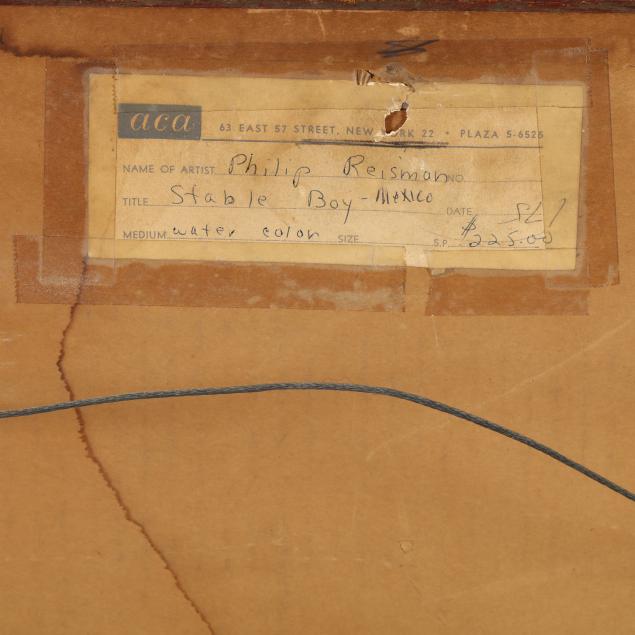 aca 63 EAST 57 STREET, NEW YORK 22 • PLAZA 5-6525
NAME OF ARTIST Philip Reisman NO.
TITLE Stable Boy - Mexico
DATE
MEDIUM water color SIZE S.P. $225.00